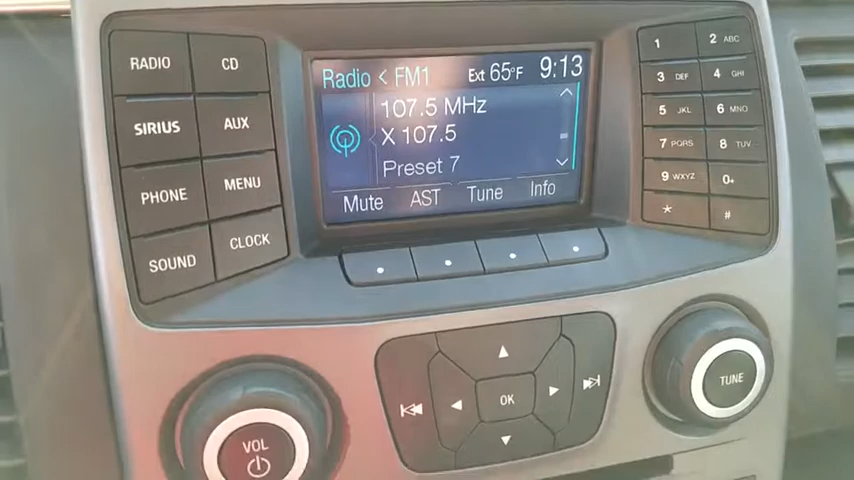 RADIO CD
SIRIUS AUX
PHONE MENU
SOUND CLOCK
Radio < FM1 Ext 65°F 9:13
107.5 MHz
X 107.5
Preset 7
Mute AST Tune Info
1 2 ABC
3 DEF 4 GHI
5 JKL 6 MNO
7 PQRS 8 TUV
9 WXYZ 0+
* #
OK
VOL
TUNE